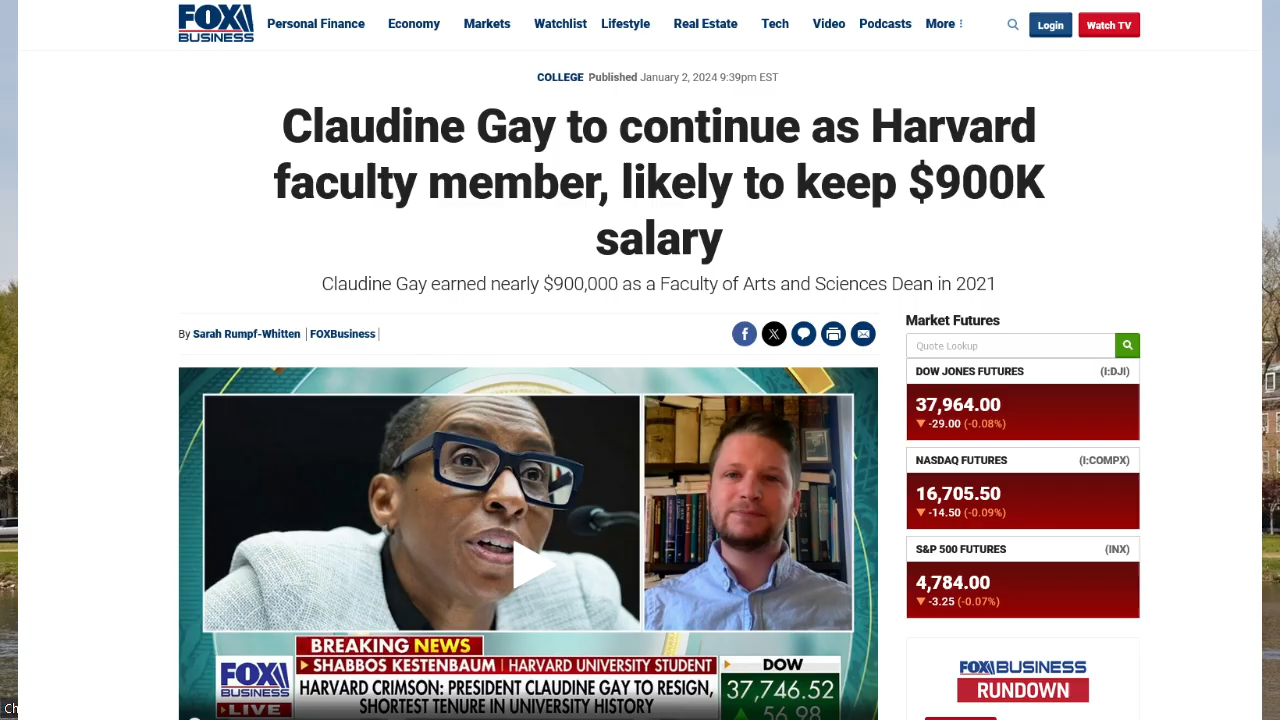 FOX BUSINESS
Personal Finance Economy Markets Watchlist Lifestyle Real Estate Tech Video Podcasts More
Login
Watch TV
COLLEGE Published January 2, 2024 9:39pm EST
Claudine Gay to continue as Harvard
faculty member, likely to keep $900K
salary
Claudine Gay earned nearly $900,000 as a Faculty of Arts and Sciences Dean in 2021
By Sarah Rumpf-Whitten | FOXBusiness |
BREAKING NEWS
SHABBOS KESTENBAUM | HARVARD UNIVERSITY STUDENT
HARVARD CRIMSON: PRESIDENT CLAUDINE GAY TO RESIGN,
SHORTEST TENURE IN UNIVERSITY HISTORY
FOX BUSINESS
LIVE
DOW
37,746.52
56.98
Market Futures
Quote Lookup
DOW JONES FUTURES (I:DJI)
37,964.00
-29.00 (-0.08%)
NASDAQ FUTURES (I:COMPX)
16,705.50
-14.50 (-0.09%)
S&P 500 FUTURES (INX)
4,784.00
-3.25 (-0.07%)
FOX BUSINESS
RUNDOWN